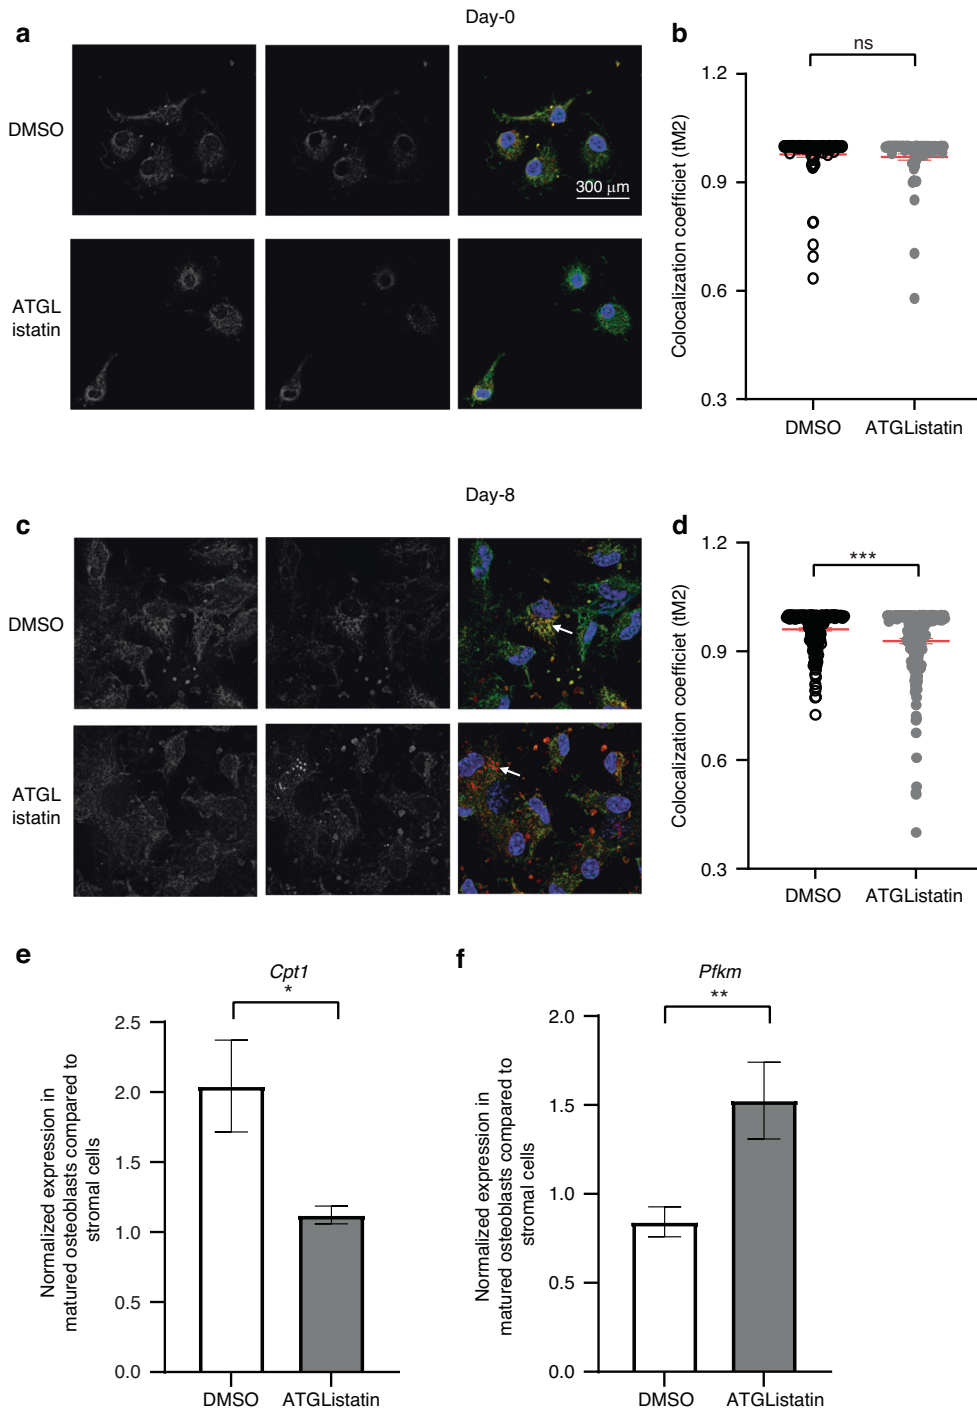 Day-0
a
DMSO
300 µm
ATGL
istatin
b
ns
1.2
0.9
0.6
0.3
Colocalization coefficiet (tM2)
DMSO
ATGListatin
Day-8
c
DMSO
ATGL
istatin
d
***
1.2
0.9
0.6
0.3
Colocalization coefficiet (tM2)
DMSO
ATGListatin
e
Cpt1
*
2.5
2.0
1.5
1.0
0.5
0.0
Normalized expression in
matured osteoblasts compared to
stromal cells
DMSO
ATGListatin
f
Pfkm
**
2.0
1.5
1.0
0.5
0.0
Normalized expression in
matured osteoblasts compared to
stromal cells
DMSO
ATGListatin